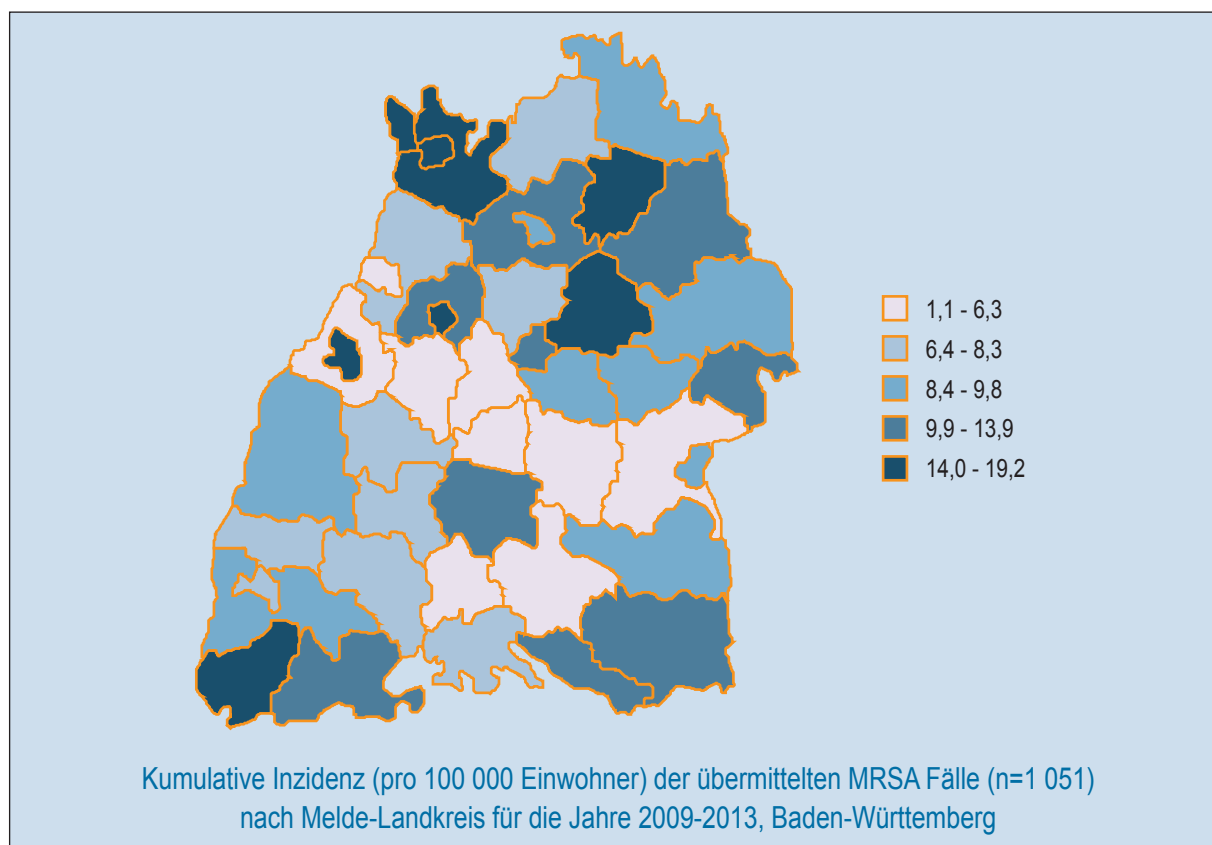 1,1 - 6,3
6,4 - 8,3
8,4 - 9,8
9,9 - 13,9
14,0 - 19,2
Kumulative Inzidenz (pro 100 000 Einwohner) der übermittelten MRSA Fälle (n=1 051)
nach Melde-Landkreis für die Jahre 2009-2013, Baden-Württemberg